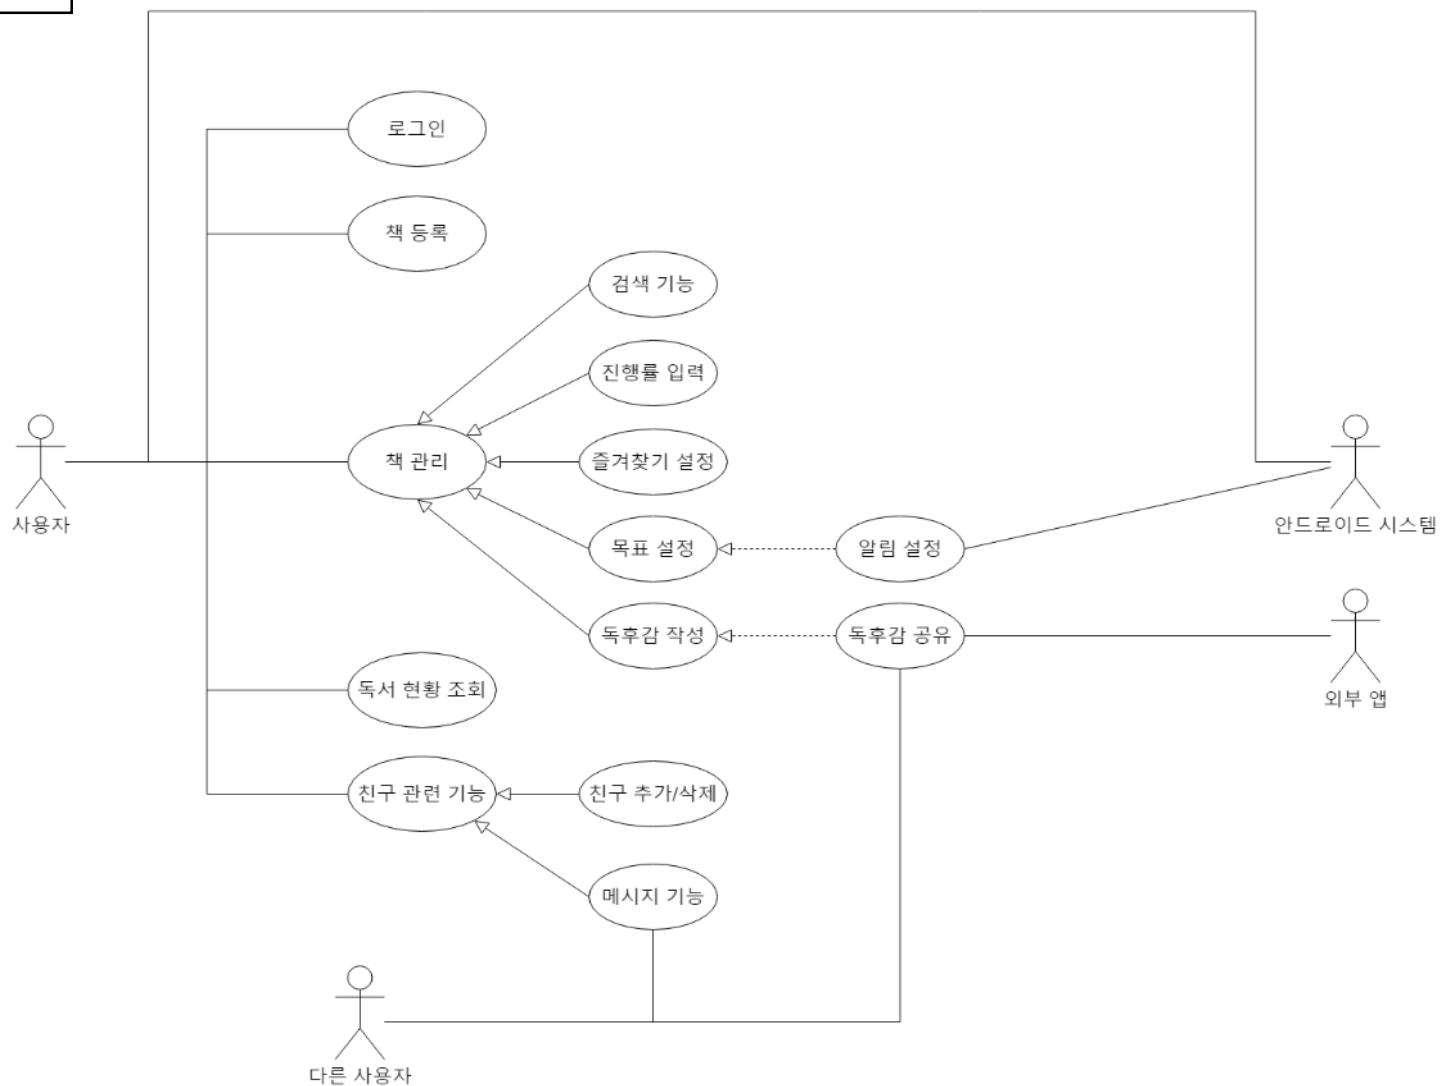 로그인
책 등록
검색 기능
진행률 입력
책 관리
즐겨찾기 설정
사용자
안드로이드 시스템
목표 설정
알림 설정
독후감 작성
독후감 공유
독서 현황 조회
외부 앱
친구 관련 기능
친구 추가/삭제
메시지 기능
다른 사용자